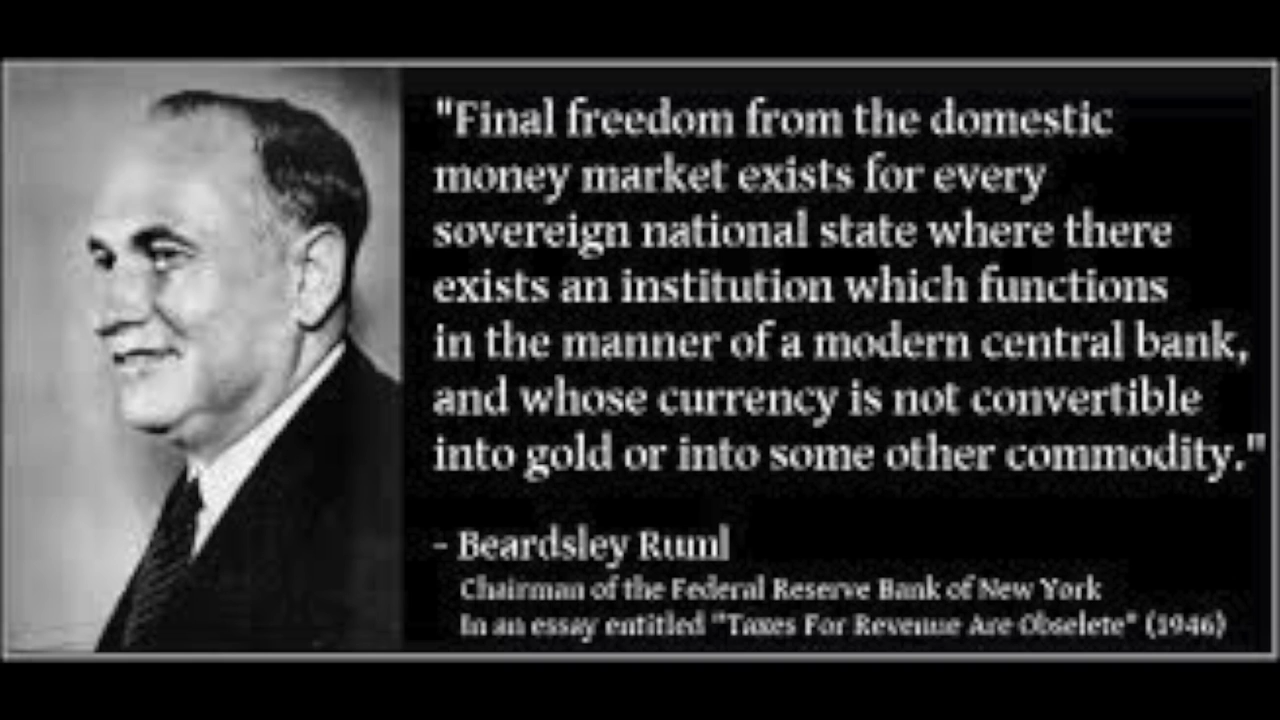 "Final freedom from the domestic
money market exists for every
sovereign national state where there
exists an institution which functions
in the manner of a modern central bank,
and whose currency is not convertible
into gold or into some other commodity."
- Beardsley Ruml
Chairman of the Federal Reserve Bank of New York
In an essay entitled "Taxes For Revenue Are Obselete" (1946)